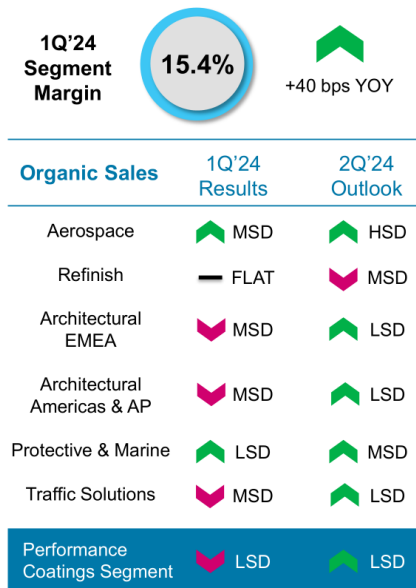 1Q'24
Segment
Margin
15.4%
+40 bps YOY
Organic Sales
1Q'24
Results
2Q'24
Outlook
Aerospace
MSD
HSD
Refinish
FLAT
MSD
Architectural
EMEA
MSD
LSD
Architectural
Americas & AP
MSD
LSD
Protective & Marine
LSD
MSD
Traffic Solutions
MSD
LSD
Performance
Coatings Segment
LSD
LSD